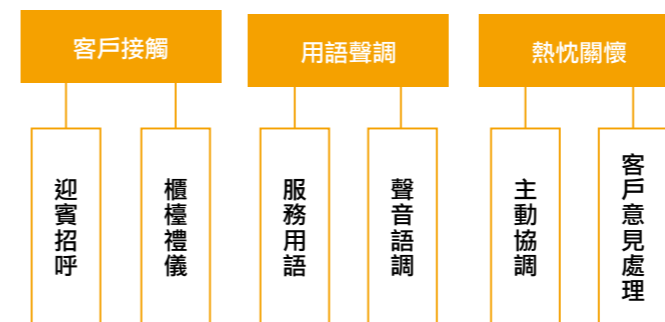 客戶接觸
用語聲調
熱忱關懷
迎賓招呼
櫃檯禮儀
服務用語
聲音語調
主動協調
客戶意見處理